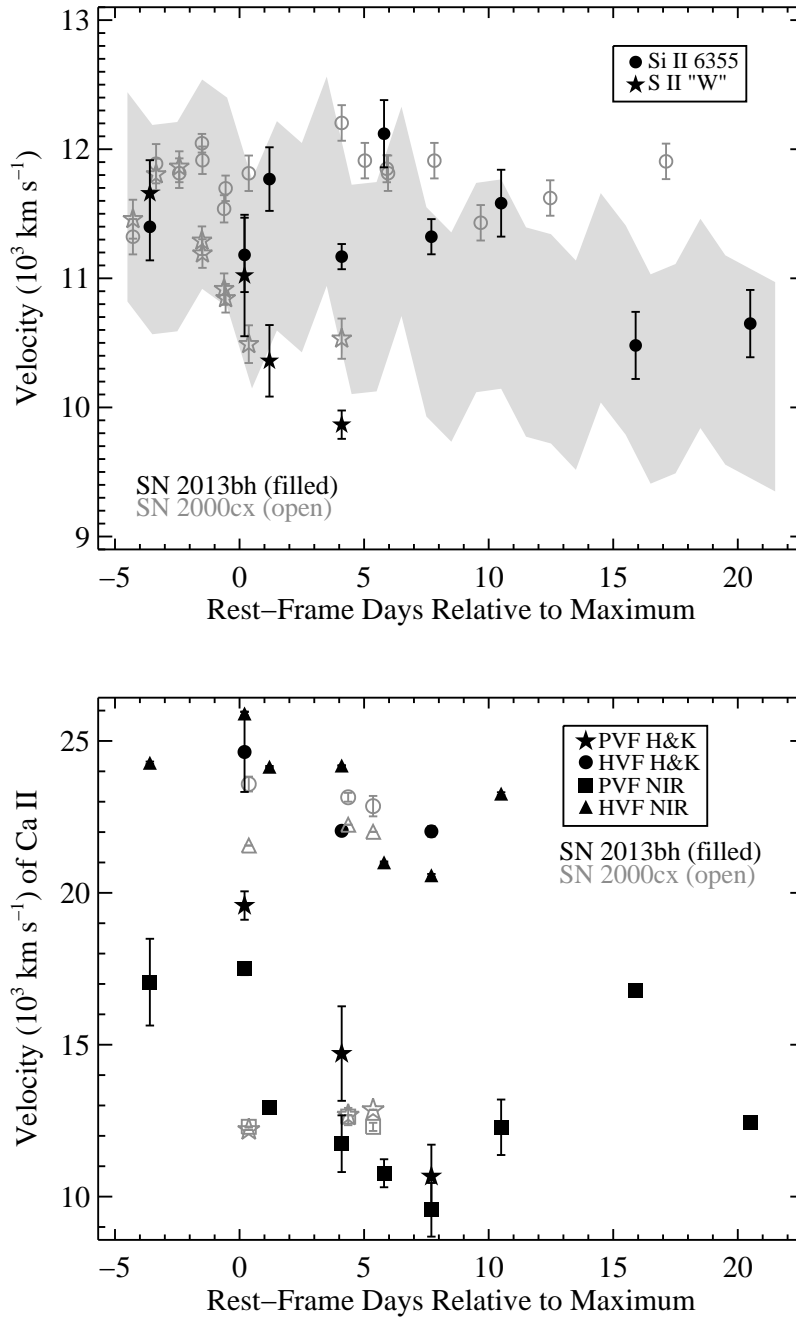 13
12
11
10
9
Velocity (10³ km s⁻¹)
Si II 6355
S II "W"
SN 2013bh (filled)
SN 2000cx (open)
−5 0 5 10 15 20
Rest−Frame Days Relative to Maximum
25
20
15
10
Velocity (10³ km s⁻¹) of Ca II
PVF H&K
HVF H&K
PVF NIR
HVF NIR
SN 2013bh (filled)
SN 2000cx (open)
−5 0 5 10 15 20
Rest−Frame Days Relative to Maximum